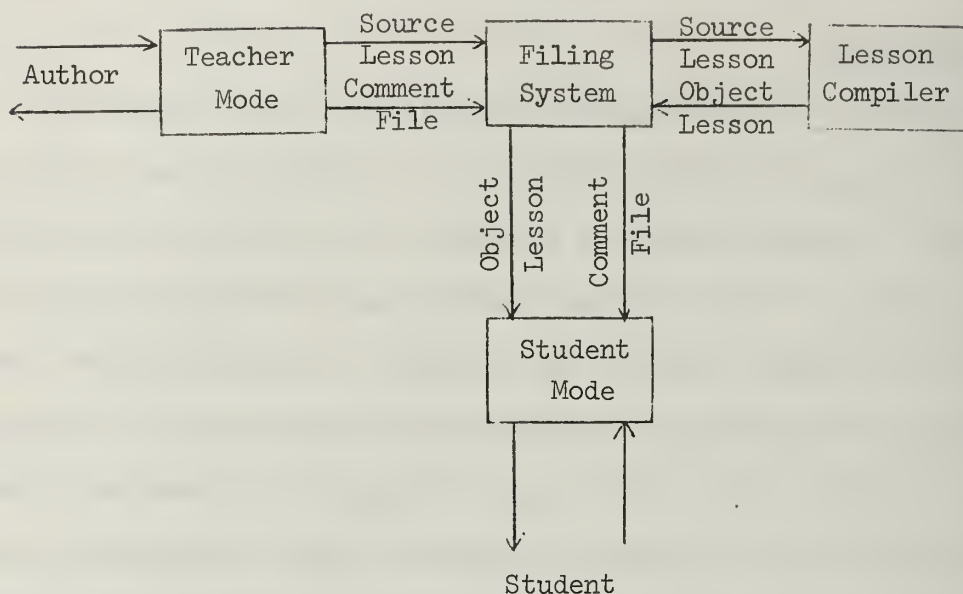 Author
Teacher
Mode
Source
Lesson
Comment
File
Filing
System
Source
Lesson
Object
Lesson
Lesson
Compiler
Object
Lesson
Comment
File
Student
Mode
Student